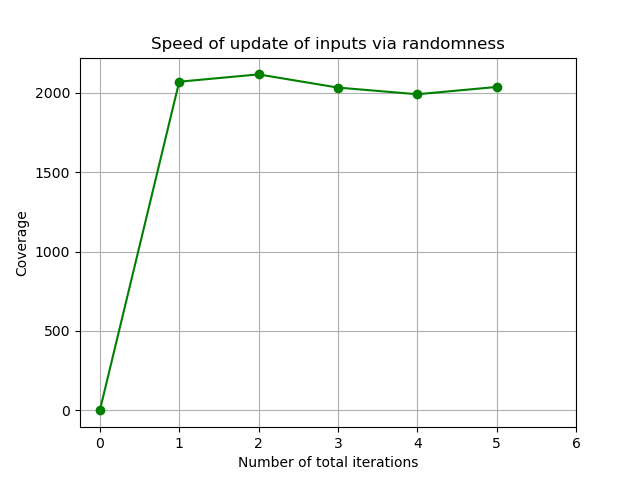 Speed of update of inputs via randomness
2000
1500
1000
500
0
Coverage
0 1 2 3 4 5 6
Number of total iterations